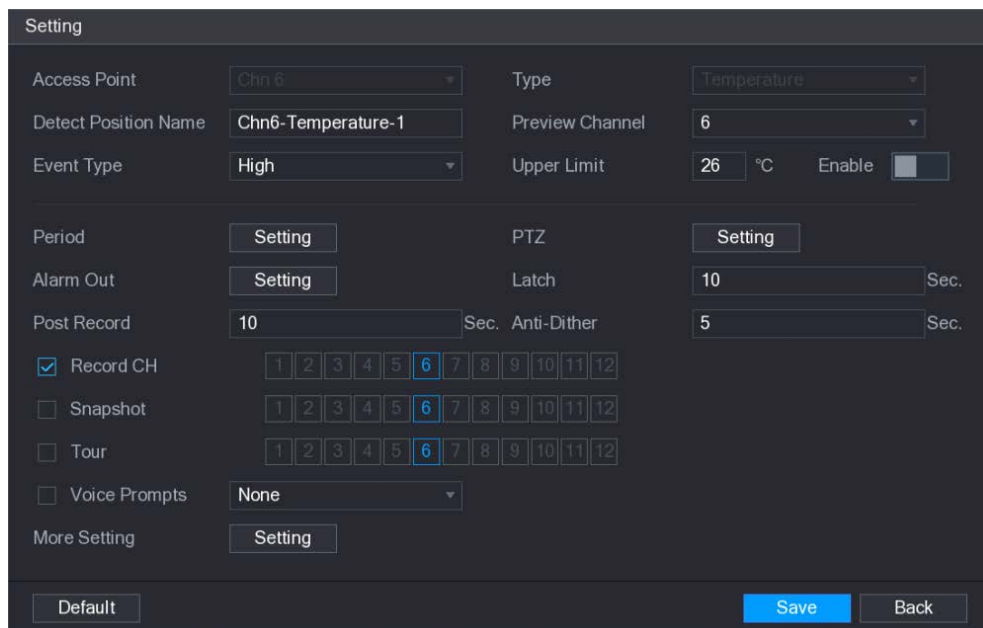 Setting
Access Point Chn 6 Type Temperature
Detect Position Name Chn6-Temperature-1 Preview Channel 6
Event Type High Upper Limit 26 °C Enable
Period Setting PTZ Setting
Alarm Out Setting Latch 10 Sec.
Post Record 10 Sec. Anti-Dither 5 Sec.
Record CH 1 2 3 4 5 6 7 8 9 10 11 12
Snapshot 1 2 3 4 5 6 7 8 9 10 11 12
Tour 1 2 3 4 5 6 7 8 9 10 11 12
Voice Prompts None
More Setting Setting
Default Save Back